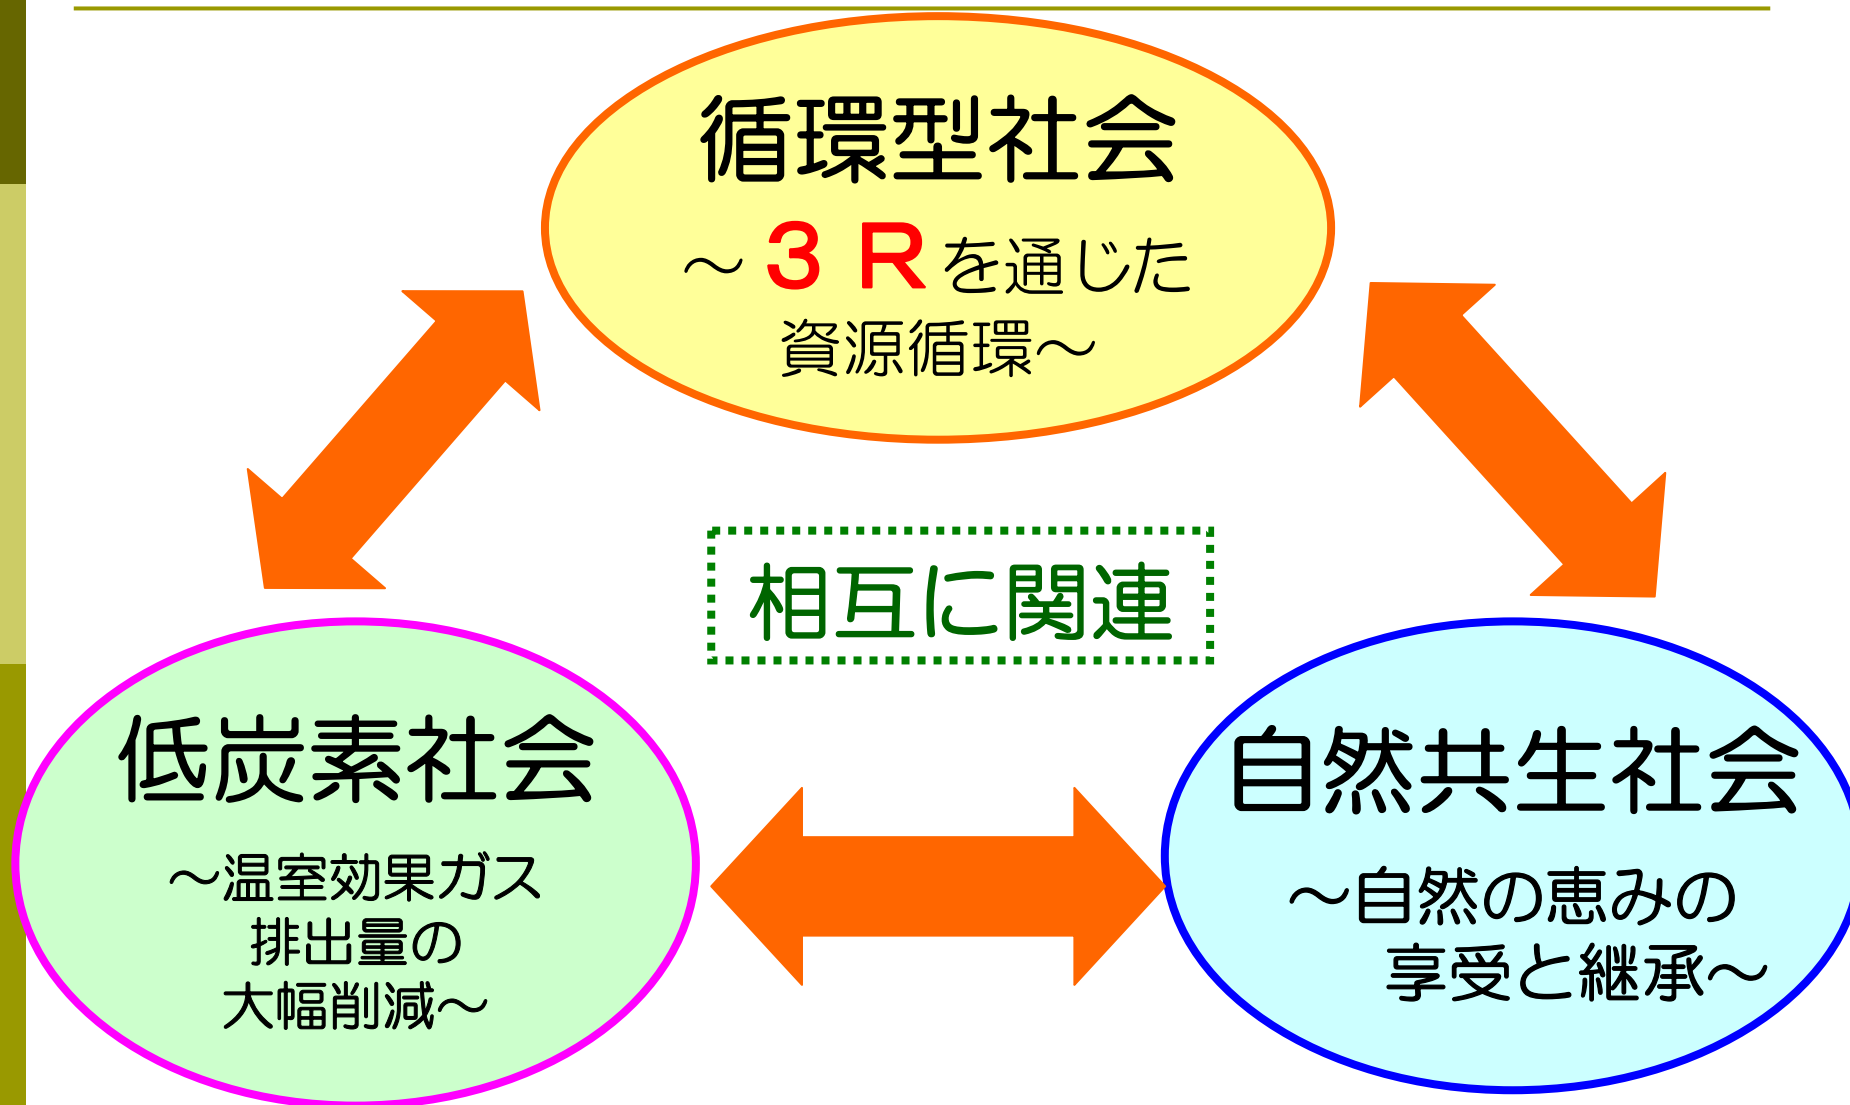 循環型社会
～３Ｒを通じた
資源循環～
相互に関連
低炭素社会
～温室効果ガス
排出量の
大幅削減～
自然共生社会
～自然の恵みの
享受と継承～